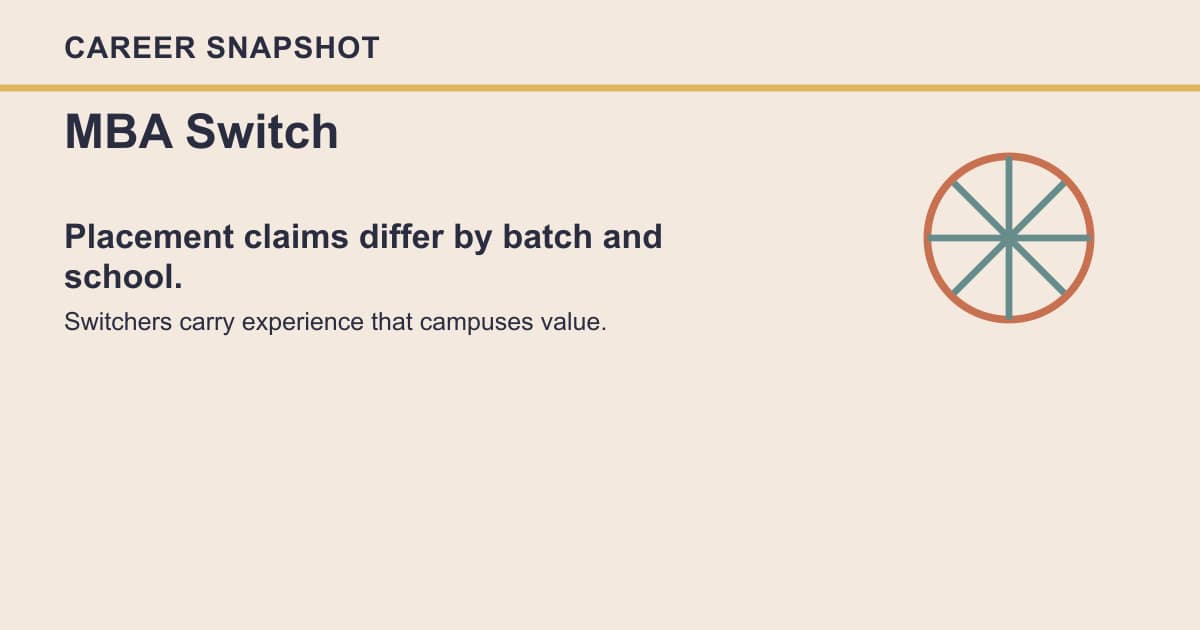 CAREER SNAPSHOT
MBA Switch
Placement claims differ by batch and
school.
Switchers carry experience that campuses value.